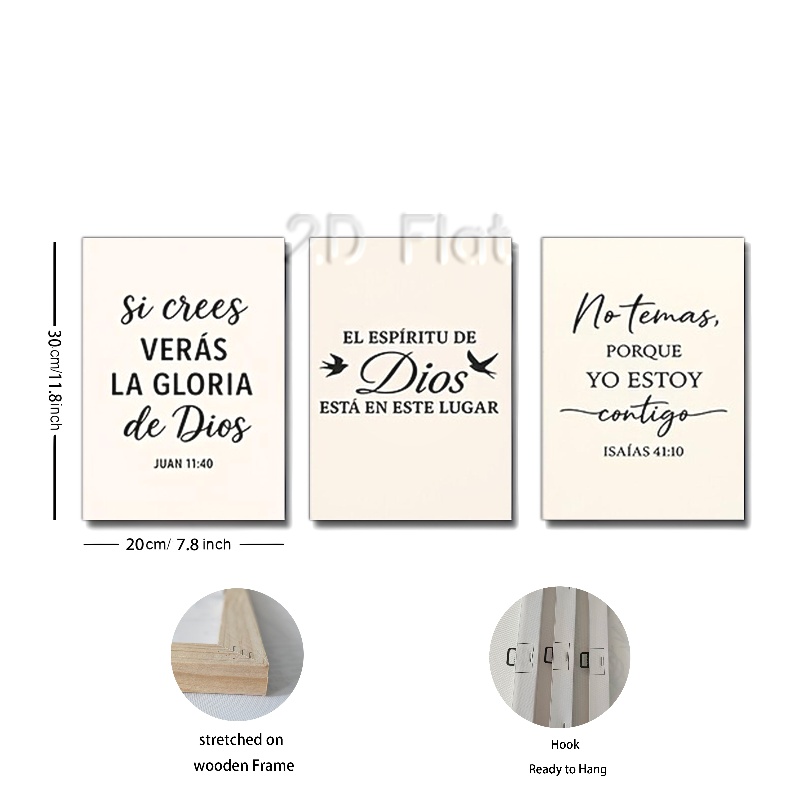 2D Flat
si crees
VERÁS
LA GLORIA
de Dios
JUAN 11:40
EL ESPÍRITU DE
Dios
ESTÁ EN ESTE LUGAR
No temas,
PORQUE
YO ESTOY
contigo
ISAÍAS 41:10
30cm/11.8inch
20cm/ 7.8 inch
stretched on
wooden Frame
Hook
Ready to Hang